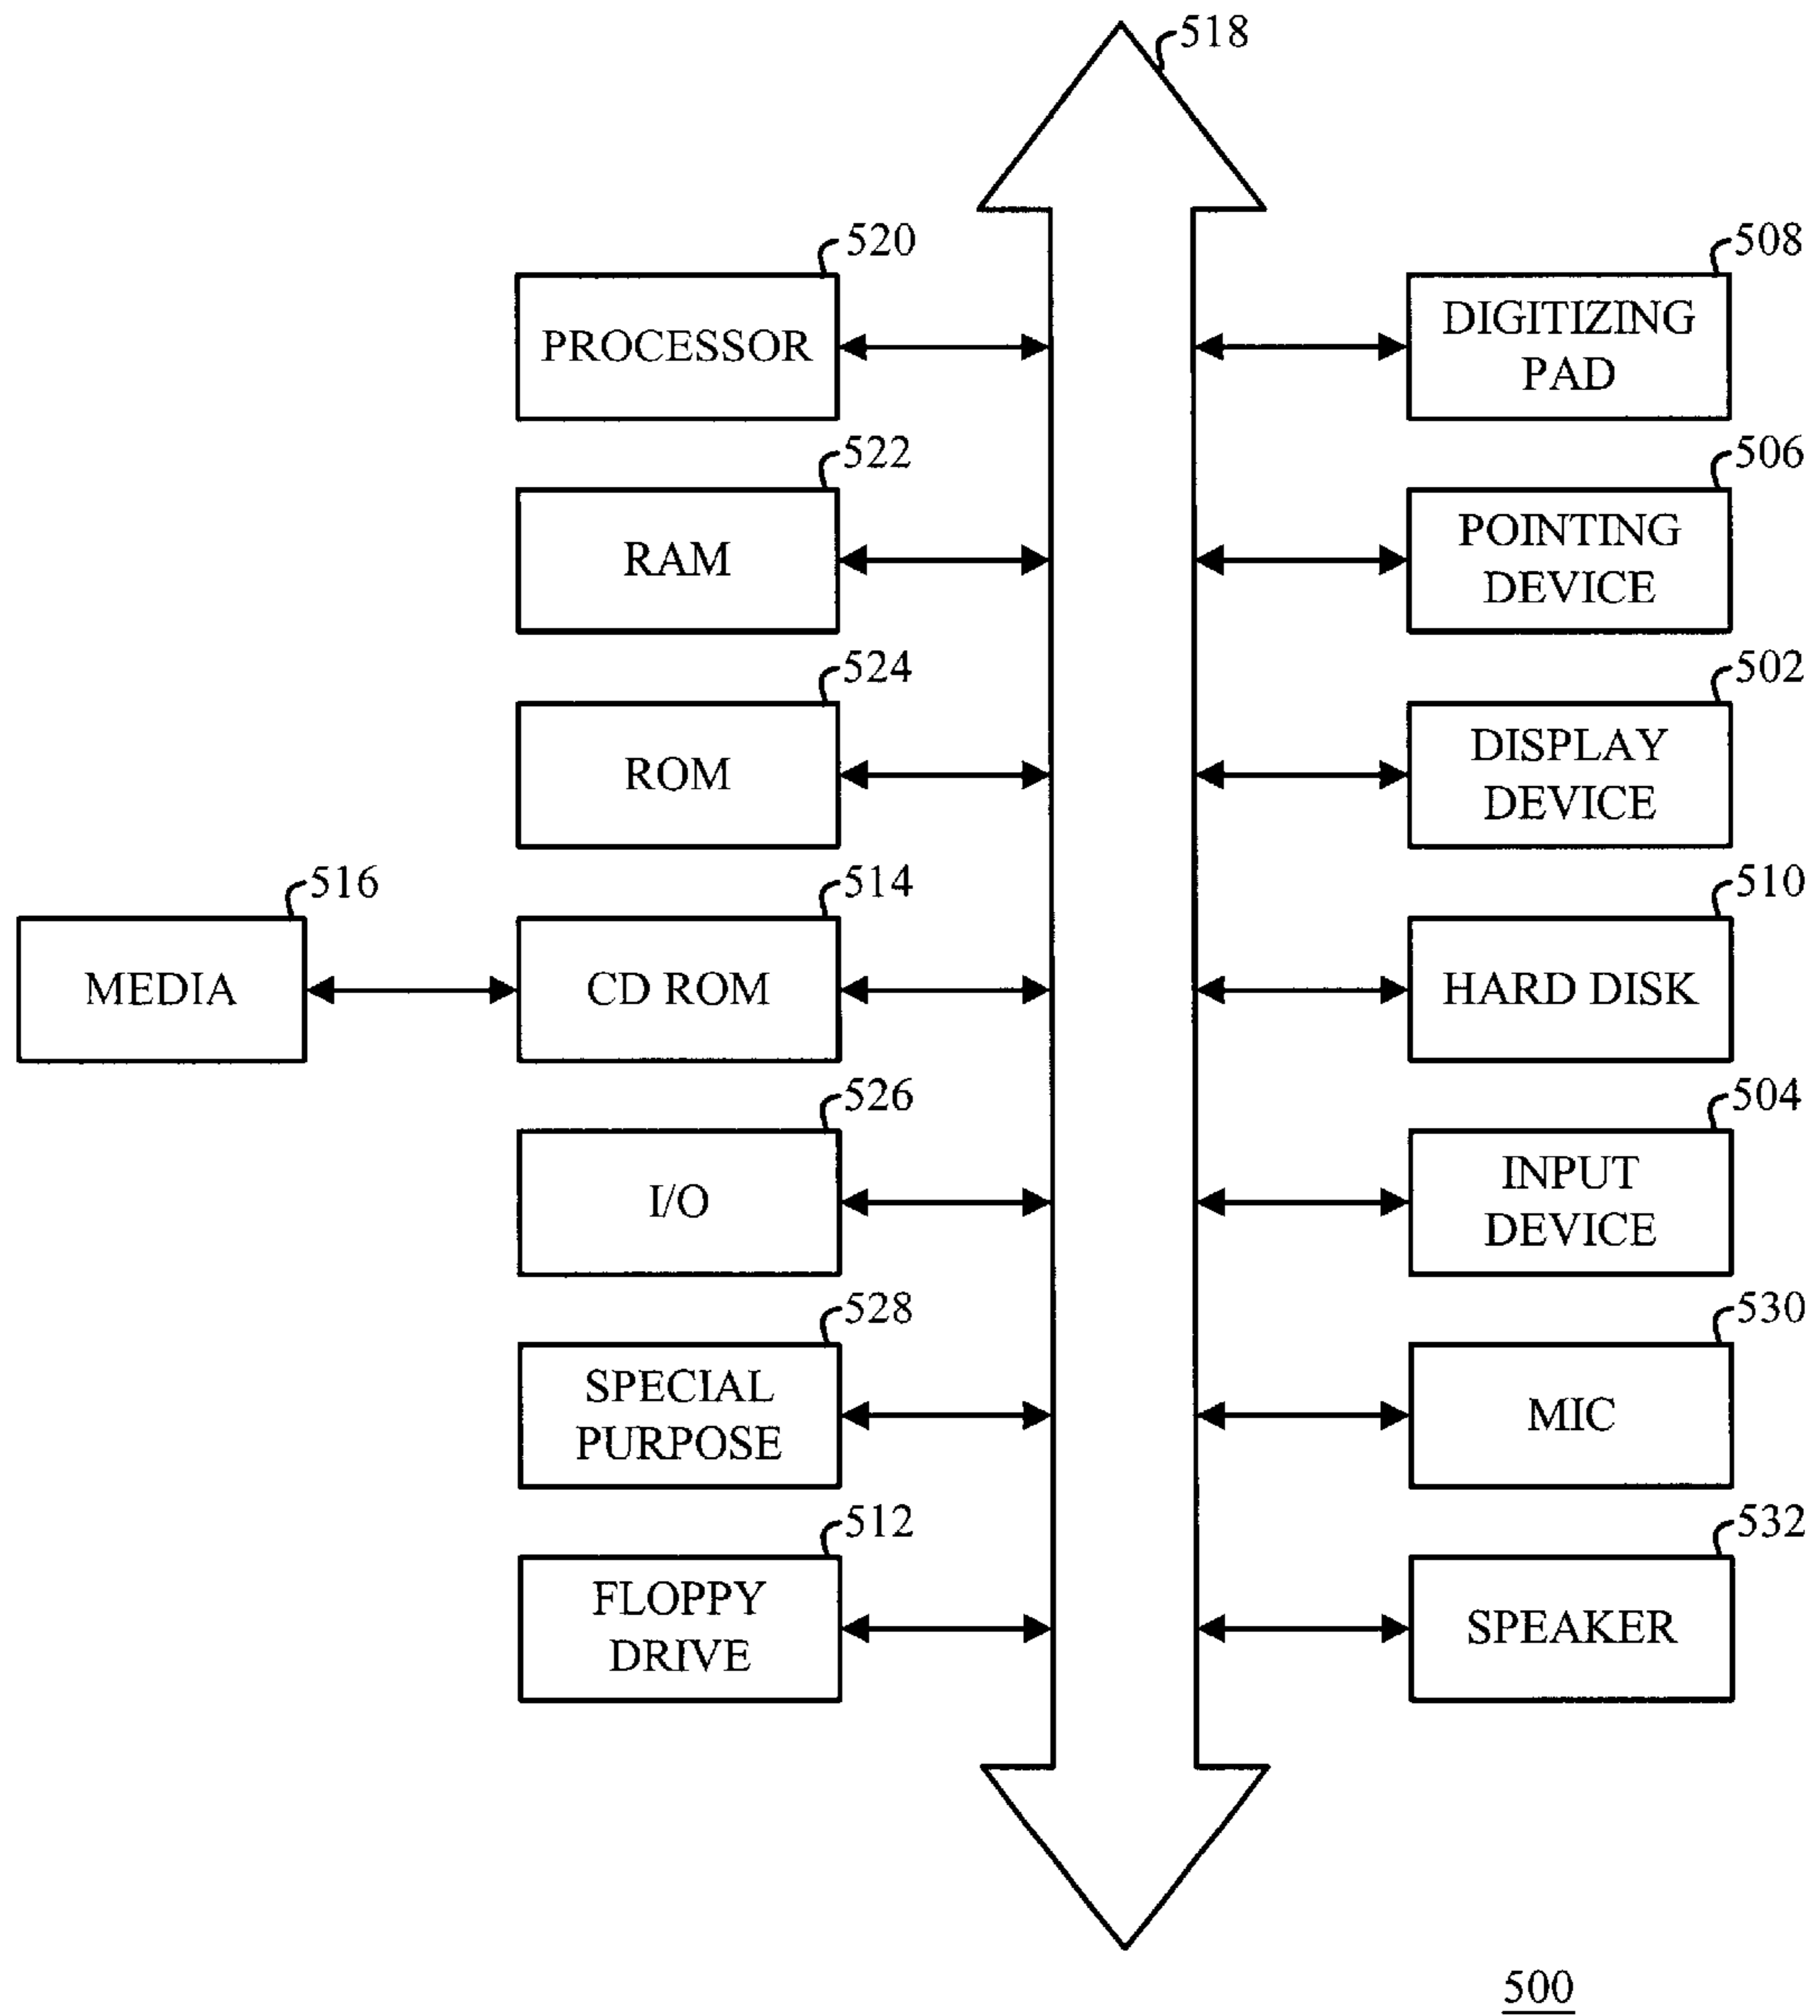 518
520
508
PROCESSOR
DIGITIZING
PAD
522
506
RAM
POINTING
DEVICE
524
502
ROM
DISPLAY
DEVICE
516
514
510
MEDIA
CD ROM
HARD DISK
526
504
I/O
INPUT
DEVICE
528
530
SPECIAL
PURPOSE
MIC
512
532
FLOPPY
DRIVE
SPEAKER
500